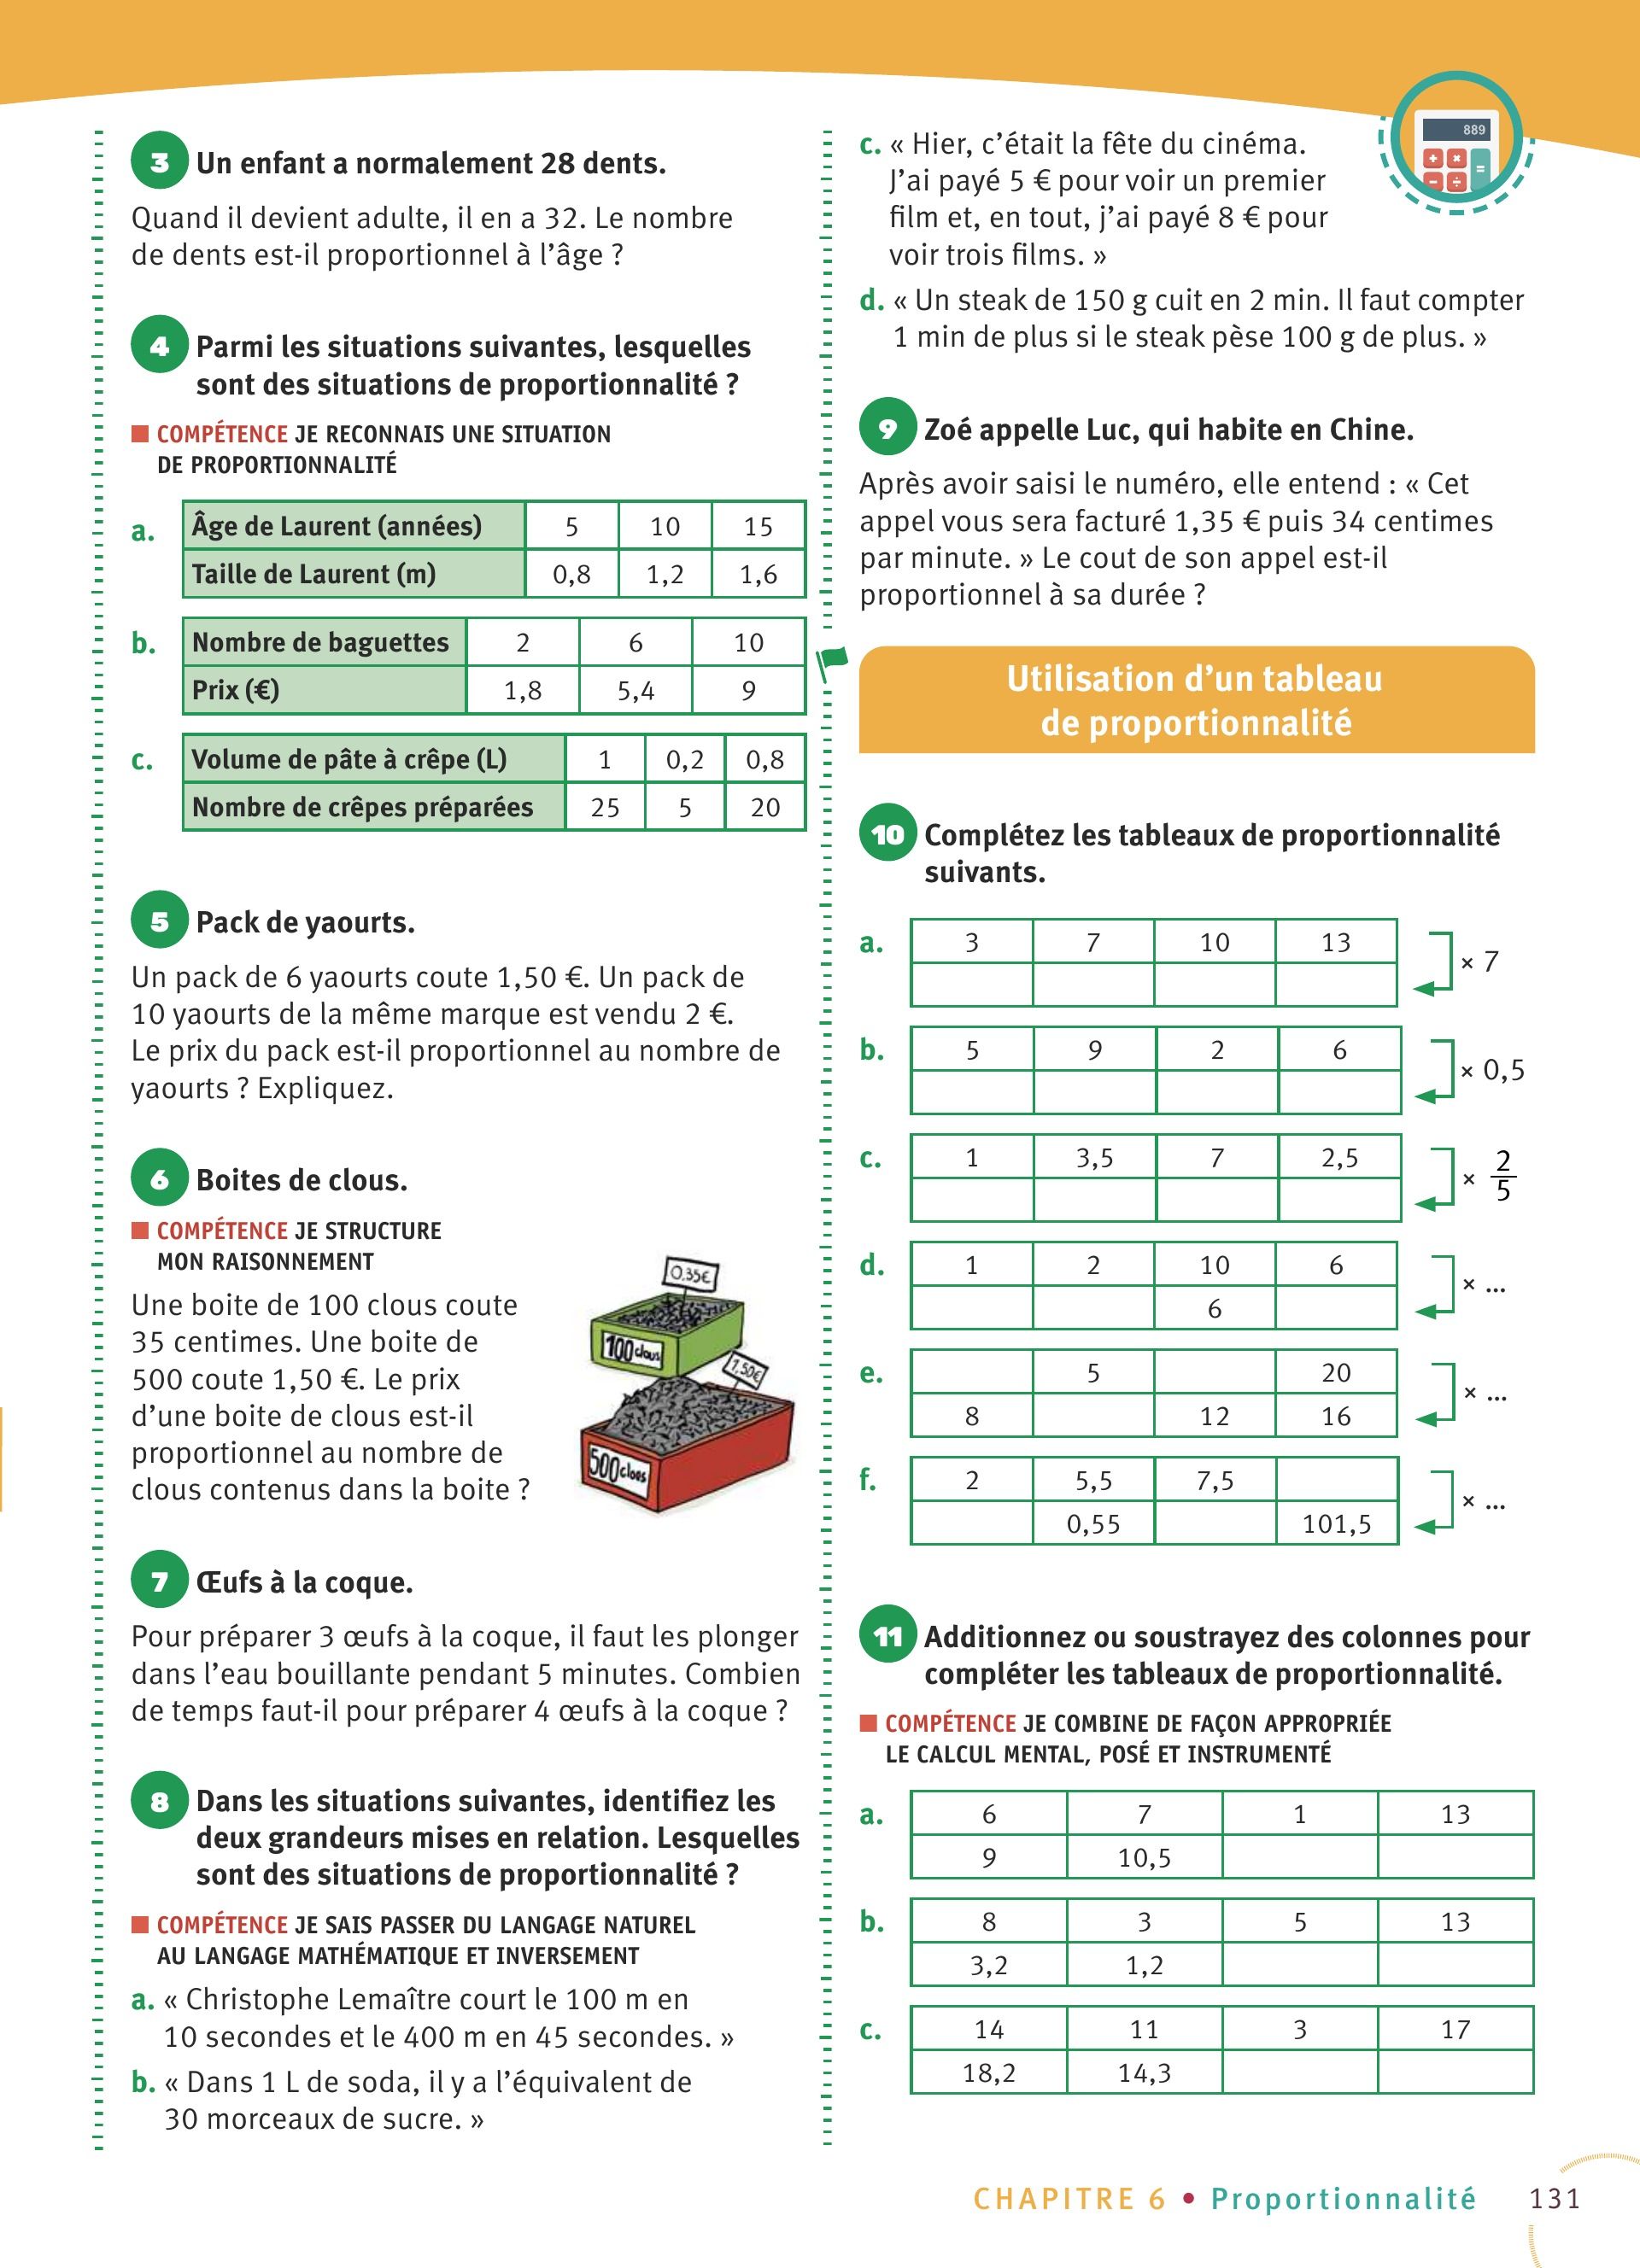 889
3 Un enfant a normalement 28 dents.
Quand il devient adulte, il en a 32. Le nombre
de dents est-il proportionnel à l’âge ?
4 Parmi les situations suivantes, lesquelles
sont des situations de proportionnalité ?
COMPÉTENCE JE RECONNAIS UNE SITUATION
DE PROPORTIONNALITÉ
a. Âge de Laurent (années) 5 10 15
Taille de Laurent (m) 0,8 1,2 1,6
b. Nombre de baguettes 2 6 10
Prix (€) 1,8 5,4 9
c. Volume de pâte à crêpe (L) 1 0,2 0,8
Nombre de crêpes préparées 25 5 20
5 Pack de yaourts.
Un pack de 6 yaourts coute 1,50 €. Un pack de
10 yaourts de la même marque est vendu 2 €.
Le prix du pack est-il proportionnel au nombre de
yaourts ? Expliquez.
6 Boites de clous.
COMPÉTENCE JE STRUCTURE
MON RAISONNEMENT
Une boite de 100 clous coute
35 centimes. Une boite de
500 coute 1,50 €. Le prix
d’une boite de clous est-il
proportionnel au nombre de
clous contenus dans la boite ?
0.35€
100 clous
1,50€
500 clous
7 Œufs à la coque.
Pour préparer 3 œufs à la coque, il faut les plonger
dans l’eau bouillante pendant 5 minutes. Combien
de temps faut-il pour préparer 4 œufs à la coque ?
8 Dans les situations suivantes, identifiez les
deux grandeurs mises en relation. Lesquelles
sont des situations de proportionnalité ?
COMPÉTENCE JE SAIS PASSER DU LANGAGE NATUREL
AU LANGAGE MATHÉMATIQUE ET INVERSEMENT
a. « Christophe Lemaître court le 100 m en
10 secondes et le 400 m en 45 secondes. »
b. « Dans 1 L de soda, il y a l’équivalent de
30 morceaux de sucre. »
c. « Hier, c’était la fête du cinéma.
J’ai payé 5 € pour voir un premier
film et, en tout, j’ai payé 8 € pour
voir trois films. »
d. « Un steak de 150 g cuit en 2 min. Il faut compter
1 min de plus si le steak pèse 100 g de plus. »
9 Zoé appelle Luc, qui habite en Chine.
Après avoir saisi le numéro, elle entend : « Cet
appel vous sera facturé 1,35 € puis 34 centimes
par minute. » Le cout de son appel est-il
proportionnel à sa durée ?
Utilisation d’un tableau
de proportionnalité
10 Complétez les tableaux de proportionnalité
suivants.
a. 3 7 10 13
× 7
b. 5 9 2 6
× 0,5
c. 1 3,5 7 2,5
× 2/5
d. 1 2 10 6
× ...
6
e. 5 20
× ...
8 12 16
f. 2 5,5 7,5
× ...
0,55 101,5
11 Additionnez ou soustrayez des colonnes pour
compléter les tableaux de proportionnalité.
COMPÉTENCE JE COMBINE DE FAÇON APPROPRIÉE
LE CALCUL MENTAL, POSÉ ET INSTRUMENTÉ
a. 6 7 1 13
9 10,5
b. 8 3 5 13
3,2 1,2
c. 14 11 3 17
18,2 14,3
CHAPITRE 6 • Proportionnalité 131